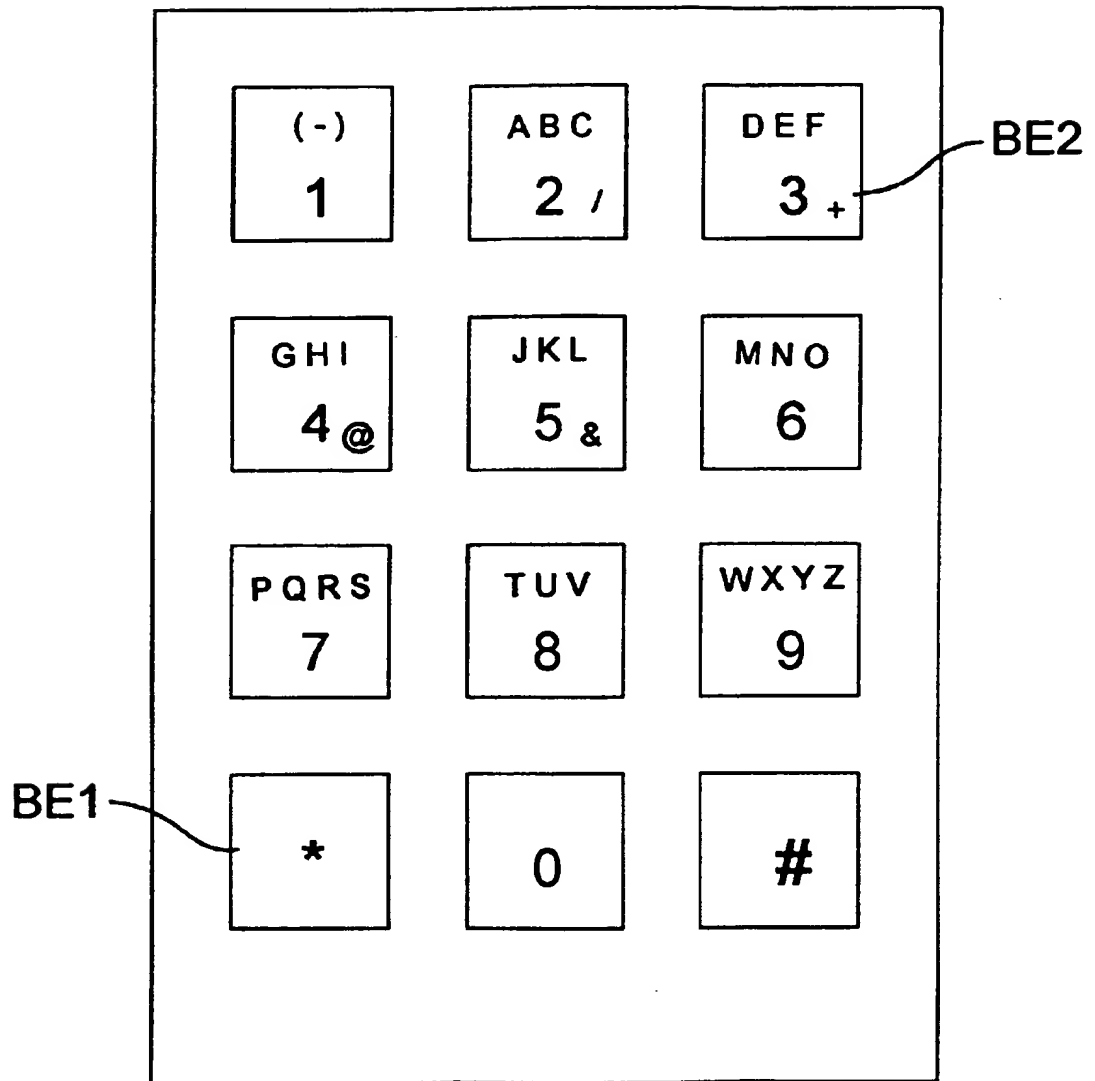 (-) ABC DEF
BE2
1 2 / 3 +
GHI JKL MNO
4 @ 5 & 6
PQRS TUV WXYZ
7 8 9
BE1
* 0 #